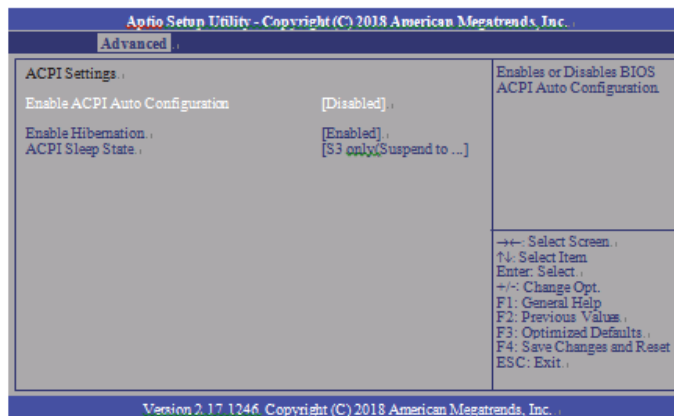 Aptio Setup Utility - Copyright (C) 2018 American Megatrends, Inc.
Advanced
ACPI Settings
Enable ACPI Auto Configuration [Disabled]
Enable Hibernation [Enabled]
ACPI Sleep State [S3 only(Suspend to ...]
Enables or Disables BIOS
ACPI Auto Configuration.
→←: Select Screen
↑↓: Select Item
Enter: Select
+/-: Change Opt.
F1: General Help
F2: Previous Values
F3: Optimized Defaults
F4: Save Changes and Reset
ESC: Exit
Version 2.17.1246. Copyright (C) 2018 American Megatrends, Inc.